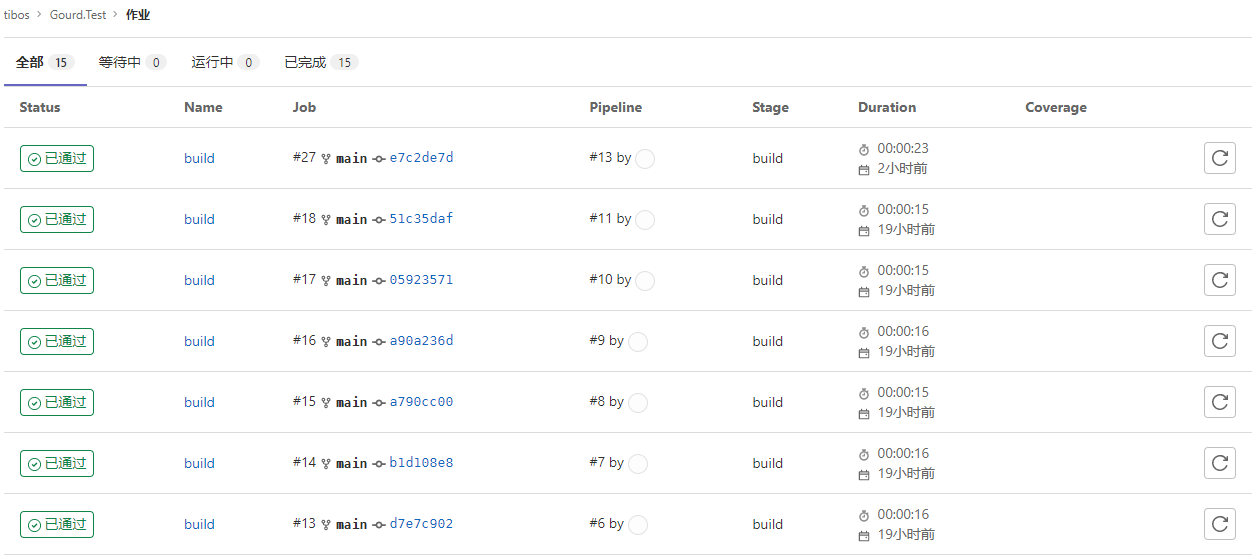 tibos > Gourd.Test > 作业
全部 15 等待中 0 运行中 0 已完成 15
Status Name Job Pipeline Stage Duration Coverage
已通过 build #27 main e7c2de7d #13 by build 00:00:23
2小时前
已通过 build #18 main 51c35daf #11 by build 00:00:15
19小时前
已通过 build #17 main 05923571 #10 by build 00:00:15
19小时前
已通过 build #16 main a90a236d #9 by build 00:00:16
19小时前
已通过 build #15 main a790cc00 #8 by build 00:00:15
19小时前
已通过 build #14 main b1d108e8 #7 by build 00:00:16
19小时前
已通过 build #13 main d7e7c902 #6 by build 00:00:16
19小时前